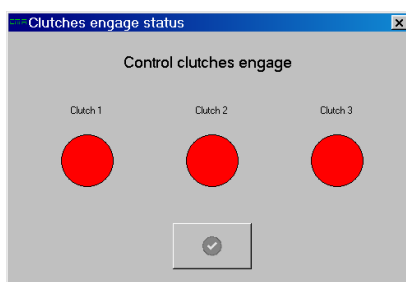 Clutches engage status
Control clutches engage
Clutch 1
Clutch 2
Clutch 3